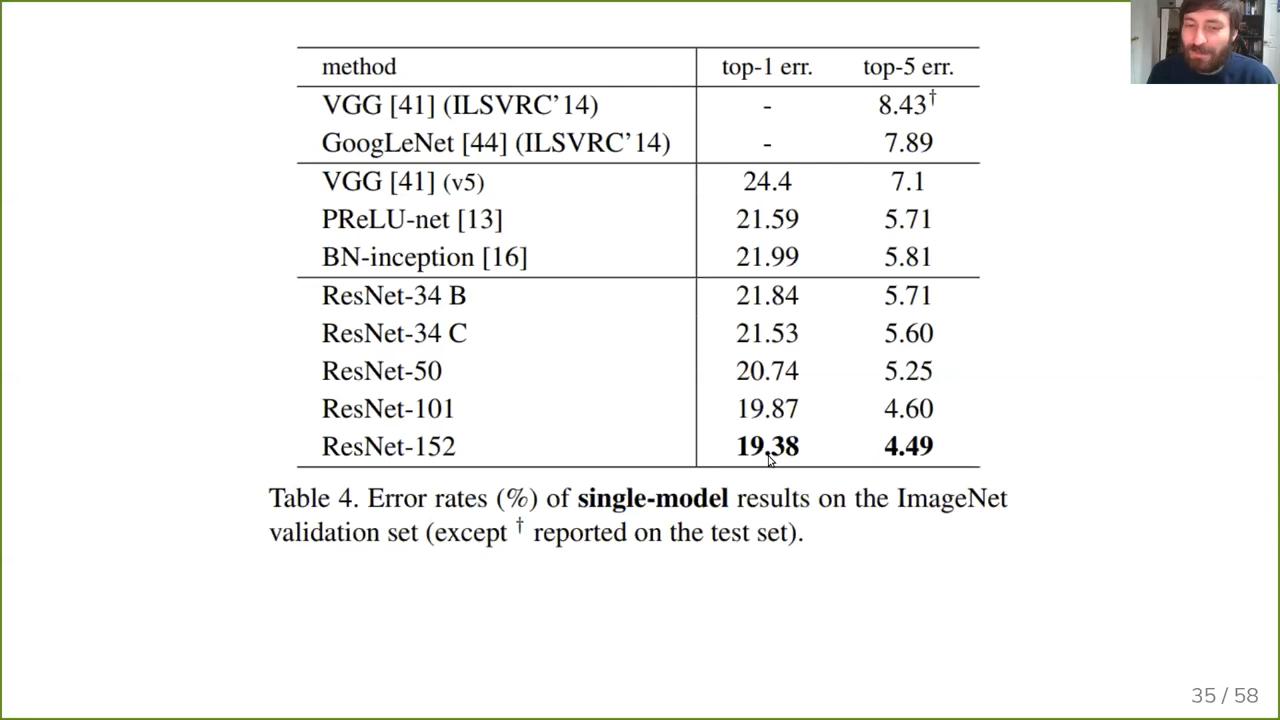 method top-1 err. top-5 err.
VGG [41] (ILSVRC’14) - 8.43†
GoogLeNet [44] (ILSVRC’14) - 7.89
VGG [41] (v5) 24.4 7.1
PReLU-net [13] 21.59 5.71
BN-inception [16] 21.99 5.81
ResNet-34 B 21.84 5.71
ResNet-34 C 21.53 5.60
ResNet-50 20.74 5.25
ResNet-101 19.87 4.60
ResNet-152 19.38 4.49
Table 4. Error rates (%) of single-model results on the ImageNet
validation set (except † reported on the test set).
35 / 58